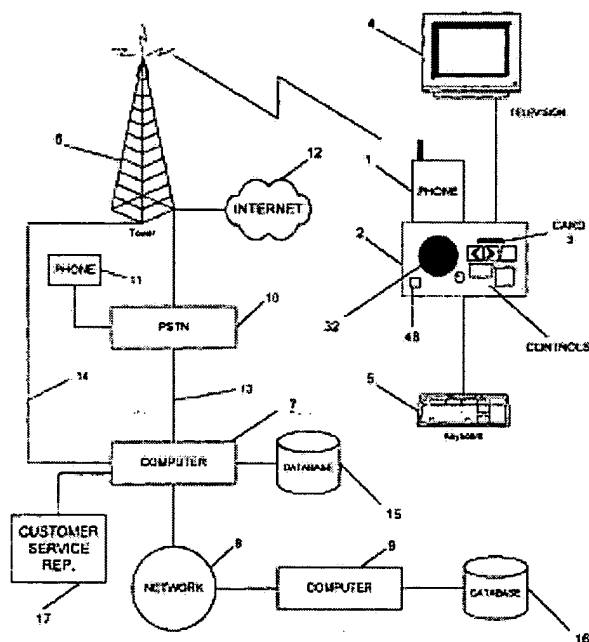 4
TELEVISION
6
12
1
PHONE
INTERNET
Tower
CARD
3
2
PHONE
11
10
PSTN
32
48
CONTROLS
14
13
7
5
Keyboard
COMPUTER
DATABASE
15
CUSTOMER
SERVICE
REP.
17
8
NETWORK
9
COMPUTER
DATABASE
16